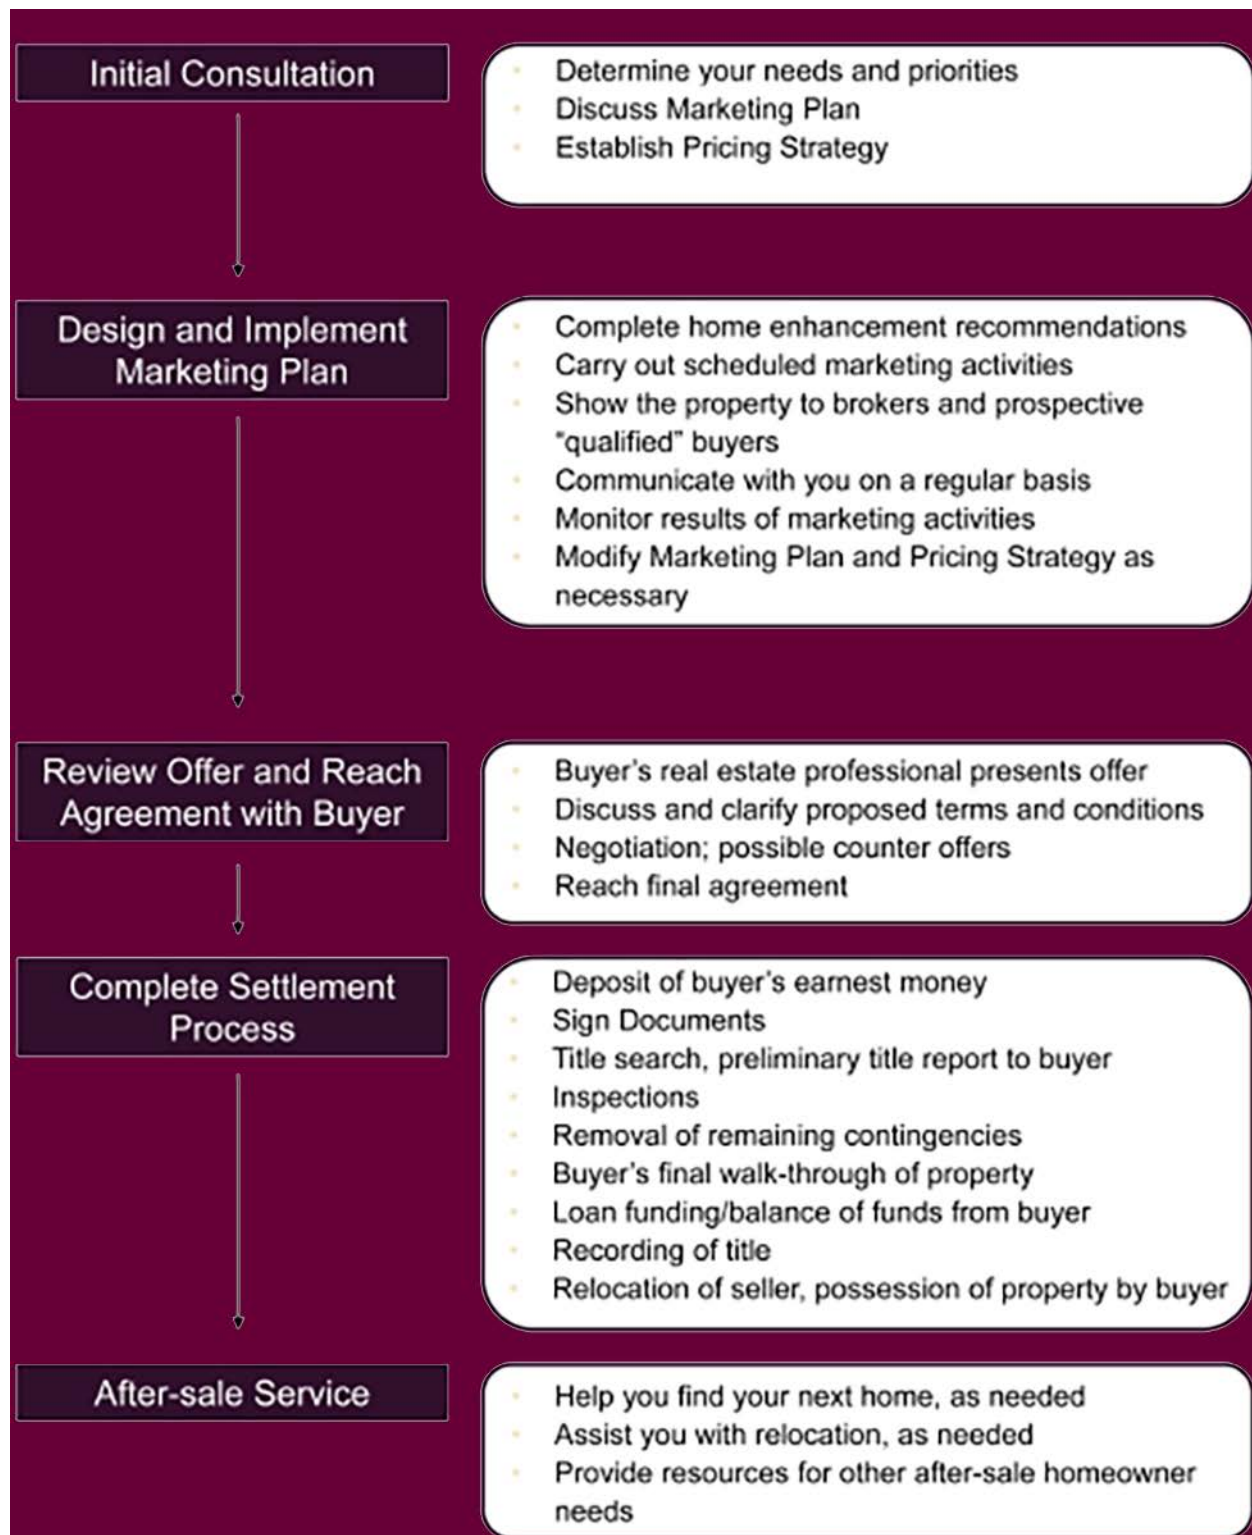 Initial Consultation
• Determine your needs and priorities
• Discuss Marketing Plan
• Establish Pricing Strategy
Design and Implement
Marketing Plan
• Complete home enhancement recommendations
• Carry out scheduled marketing activities
• Show the property to brokers and prospective
“qualified” buyers
• Communicate with you on a regular basis
• Monitor results of marketing activities
• Modify Marketing Plan and Pricing Strategy as
necessary
Review Offer and Reach
Agreement with Buyer
• Buyer’s real estate professional presents offer
• Discuss and clarify proposed terms and conditions
• Negotiation; possible counter offers
• Reach final agreement
Complete Settlement
Process
• Deposit of buyer’s earnest money
• Sign Documents
• Title search, preliminary title report to buyer
• Inspections
• Removal of remaining contingencies
• Buyer’s final walk-through of property
• Loan funding/balance of funds from buyer
• Recording of title
• Relocation of seller, possession of property by buyer
After-sale Service
• Help you find your next home, as needed
• Assist you with relocation, as needed
• Provide resources for other after-sale homeowner
needs